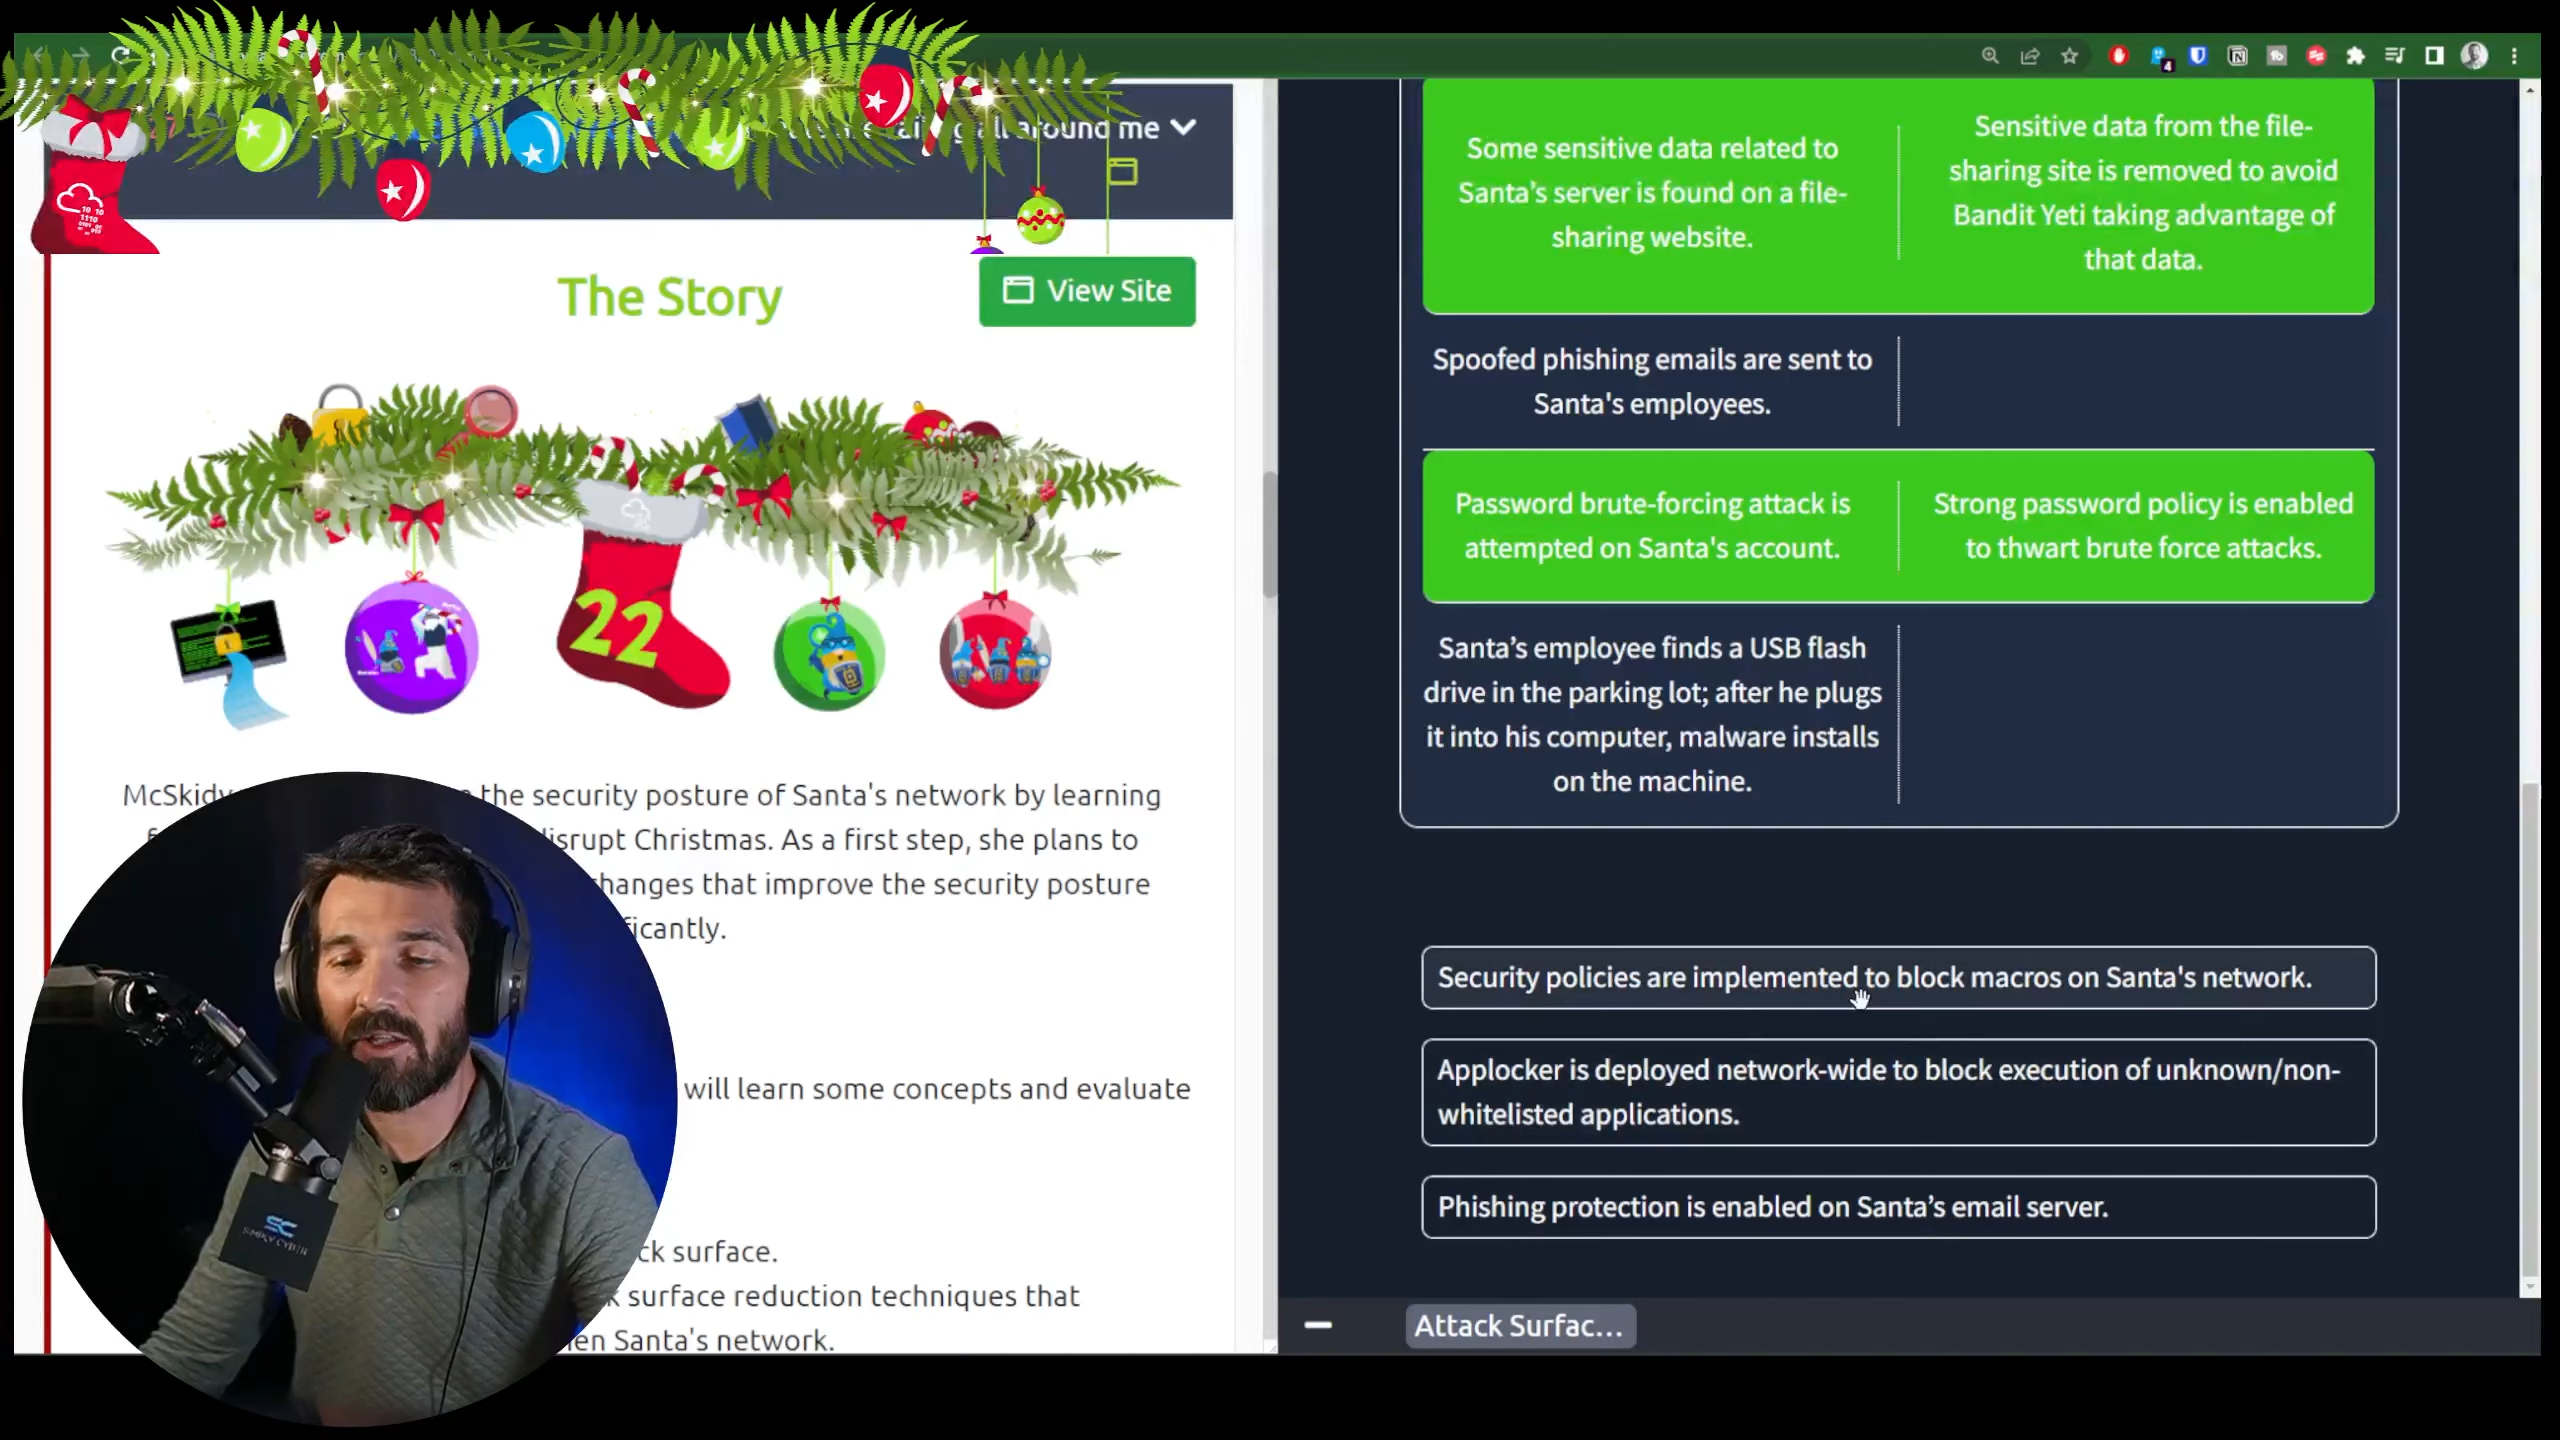 all around me
The Story
View Site
22
McSkidy
the security posture of Santa's network by learning
disrupt Christmas. As a first step, she plans to
changes that improve the security posture
will learn some concepts and evaluate
surface.
surface reduction techniques that
Santa's network.
SC
SIMPLY CYBER
Some sensitive data related to
Santa’s server is found on a file-
sharing website.
Sensitive data from the file-
sharing site is removed to avoid
Bandit Yeti taking advantage of
that data.
Spoofed phishing emails are sent to
Santa's employees.
Password brute-forcing attack is
attempted on Santa's account.
Strong password policy is enabled
to thwart brute force attacks.
Santa’s employee finds a USB flash
drive in the parking lot; after he plugs
it into his computer, malware installs
on the machine.
Security policies are implemented to block macros on Santa's network.
Applocker is deployed network-wide to block execution of unknown/non-
whitelisted applications.
Phishing protection is enabled on Santa’s email server.
Attack Surfac...